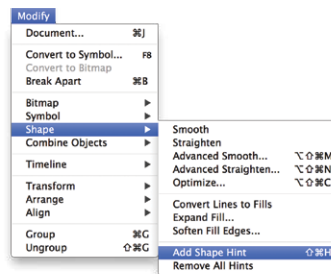 Modify
Document... ⌘J
Convert to Symbol... F8
Convert to Bitmap
Break Apart ⌘B
Bitmap ▶
Symbol ▶
Shape ▶
Combine Objects ▶
Timeline ▶
Transform ▶
Arrange ▶
Align ▶
Group ⌘G
Ungroup ⇧⌘G
Smooth
Straighten
Advanced Smooth... ⌥⇧⌘M
Advanced Straighten... ⌥⇧⌘N
Optimize... ⌥⇧⌘C
Convert Lines to Fills
Expand Fill...
Soften Fill Edges...
Add Shape Hint ⇧⌘H
Remove All Hints